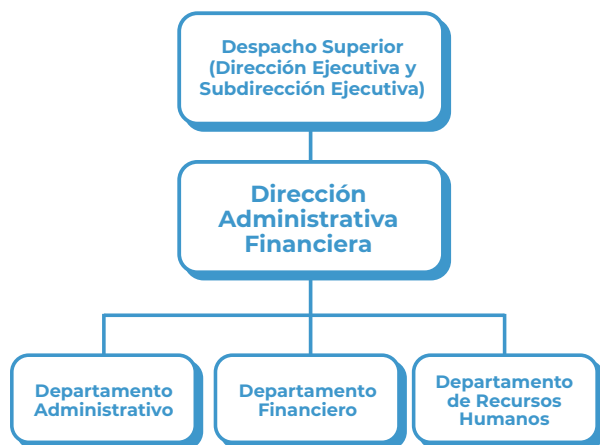 Despacho Superior
(Dirección Ejecutiva y
Subdirección Ejecutiva)
Dirección
Administrativa
Financiera
Departamento
Administrativo
Departamento
Financiero
Departamento
de Recursos
Humanos